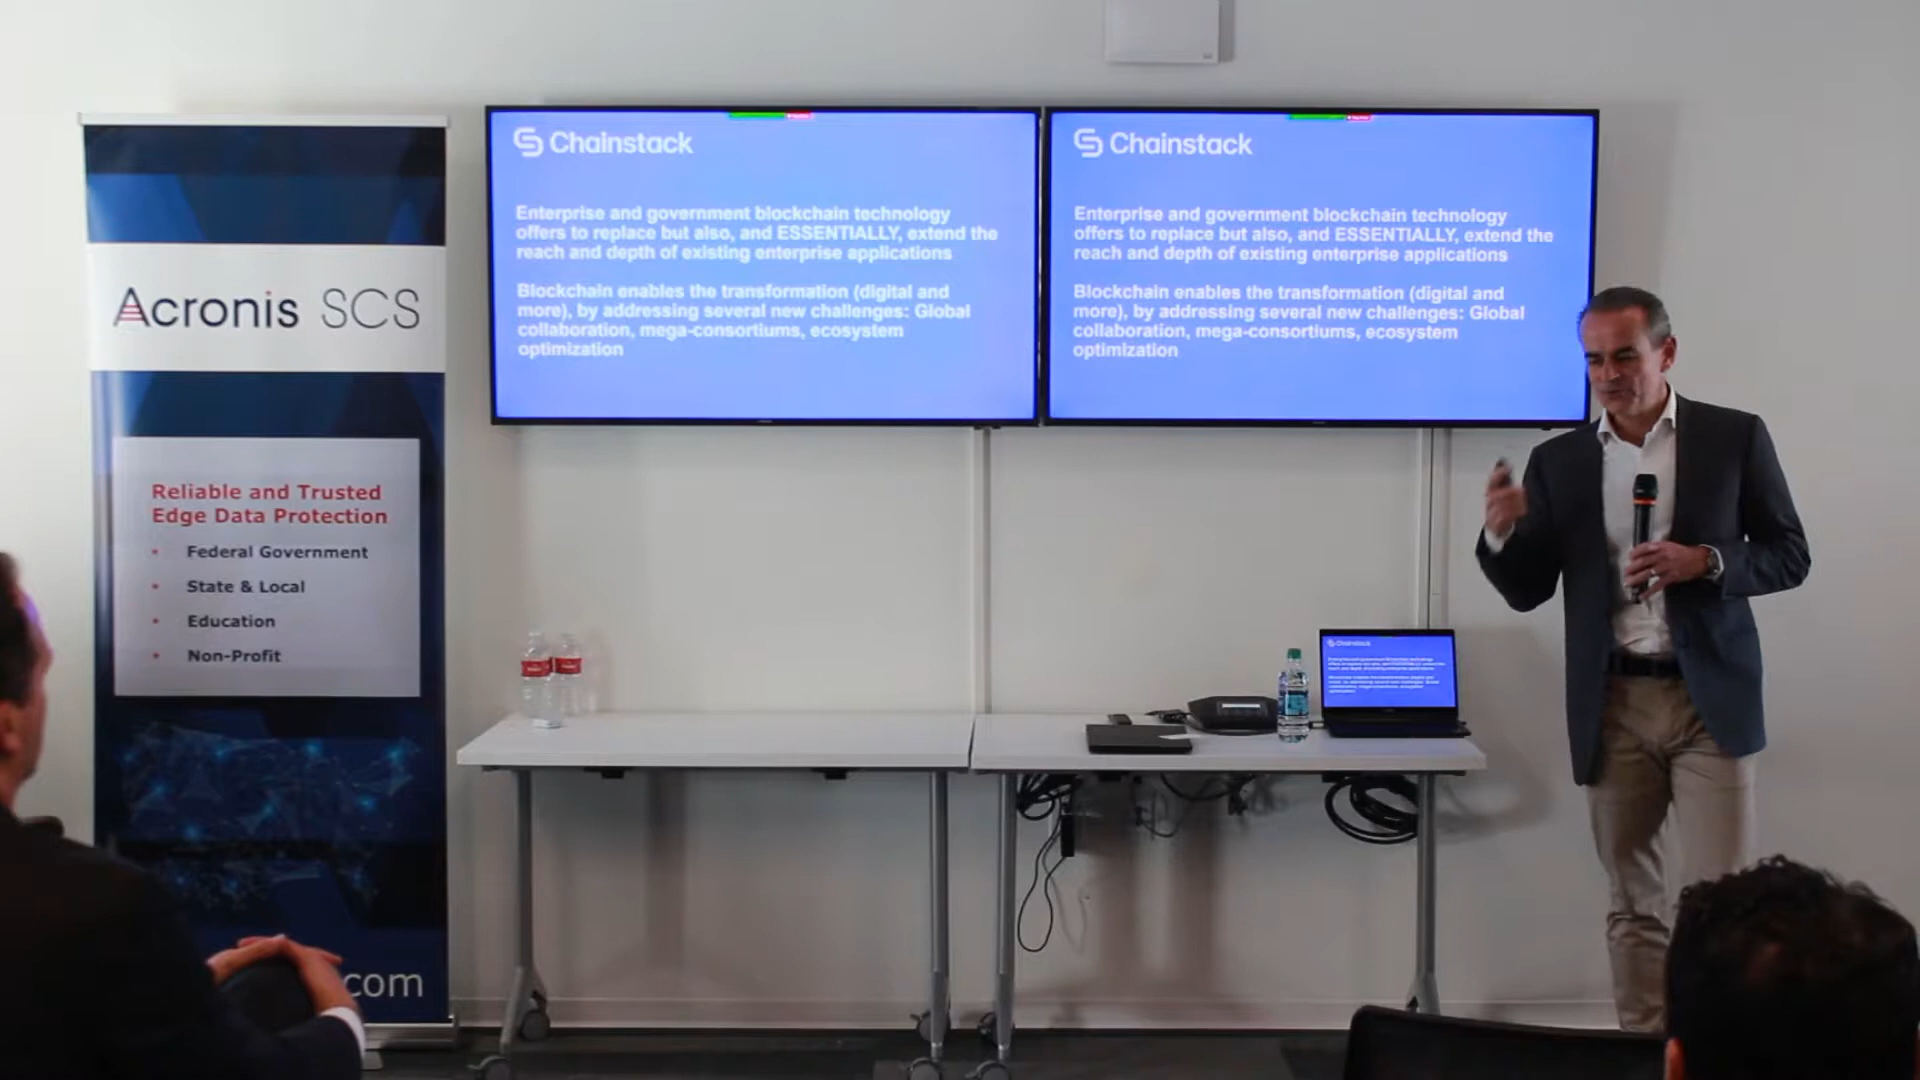 Acronis SCS
Reliable and Trusted
Edge Data Protection
• Federal Government
• State & Local
• Education
• Non-Profit
com
Chainstack
Enterprise and government blockchain technology
offers to replace but also, and ESSENTIALLY, extend the
reach and depth of existing enterprise applications
Blockchain enables the transformation (digital and
more), by addressing several new challenges: Global
collaboration, mega-consortiums, ecosystem
optimization
Chainstack
Enterprise and government blockchain technology
offers to replace but also, and ESSENTIALLY, extend the
reach and depth of existing enterprise applications
Blockchain enables the transformation (digital and
more), by addressing several new challenges: Global
collaboration, mega-consortiums, ecosystem
optimization
Chainstack